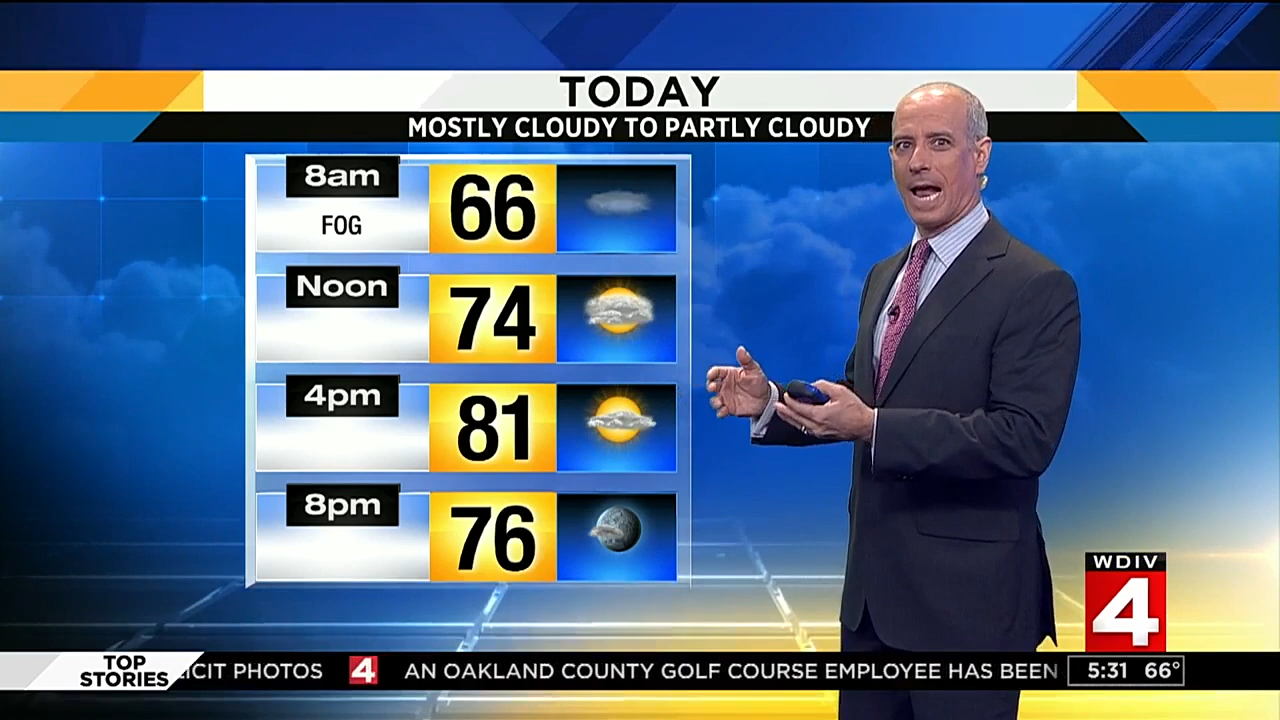 TODAY
MOSTLY CLOUDY TO PARTLY CLOUDY
8am
FOG
66
Noon
74
4pm
81
8pm
76
WDIV
4
TOP
STORIES
PHOTOS 4 AN OAKLAND COUNTY GOLF COURSE EMPLOYEE HAS BEEN
5:31 66°